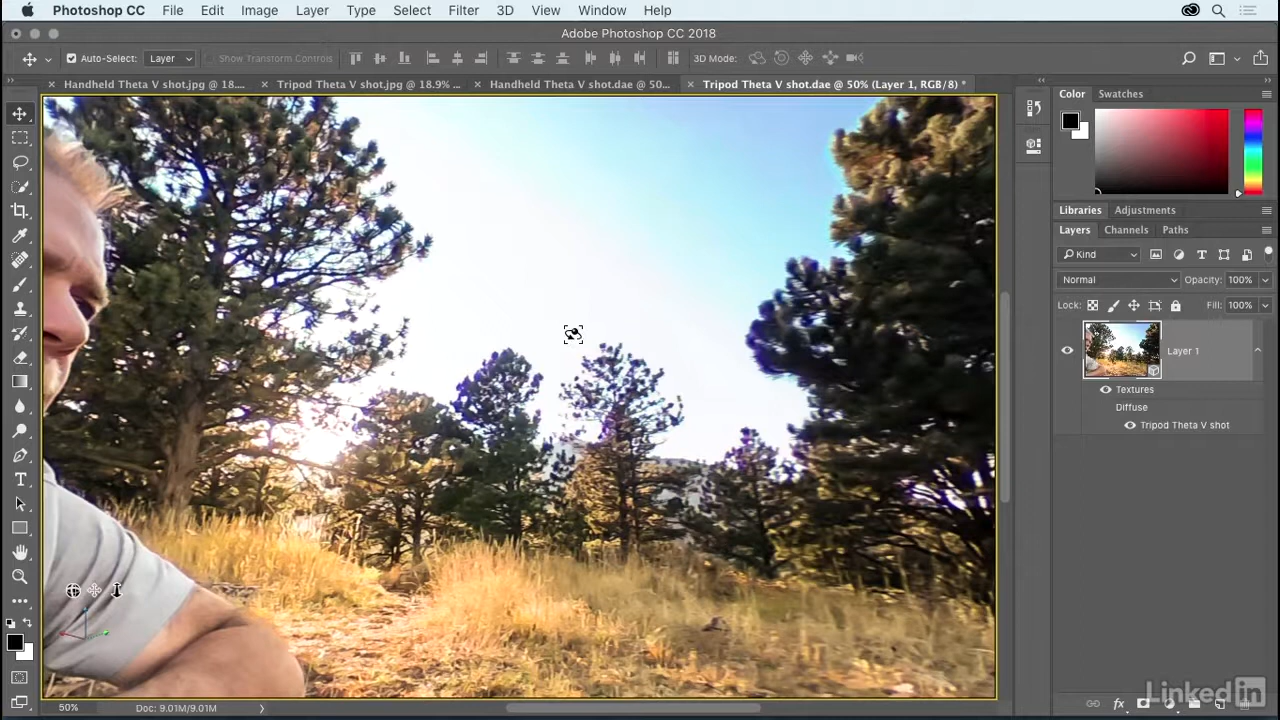 Photoshop CC File Edit Image Layer Type Select Filter 3D View Window Help
Adobe Photoshop CC 2018
Auto-Select: Layer Show Transform Controls 3D Mode:
Handheld Theta V shot.jpg @ 18.... Tripod Theta V shot.jpg @ 18.9% ... Handheld Theta V shot.dae @ 50... Tripod Theta V shot.dae @ 50% (Layer 1, RGB/8) *
Color Swatches
Libraries Adjustments
Layers Channels Paths
Kind
Normal Opacity: 100%
Lock: Fill: 100%
Layer 1
Textures
Diffuse
Tripod Theta V shot
50% Doc: 9.01M/9.01M
fx
Linked in